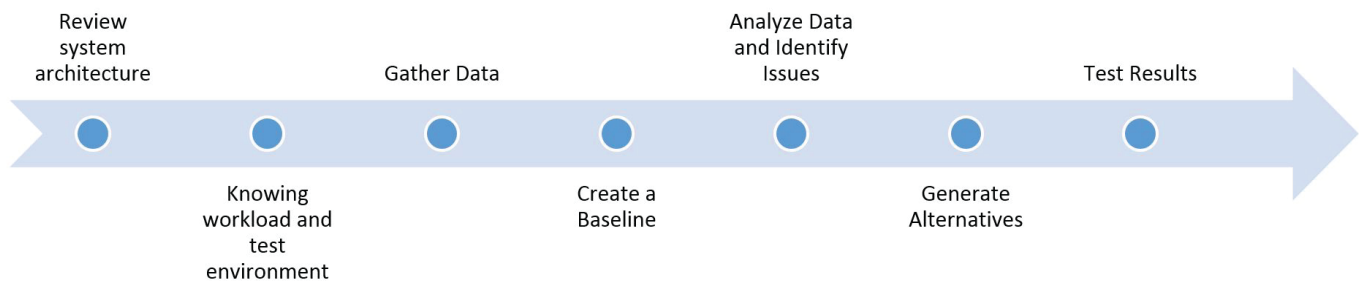 Review
system
architecture
Knowing
workload and
test
environment
Gather Data
Create a
Baseline
Analyze Data
and Identify
Issues
Generate
Alternatives
Test Results